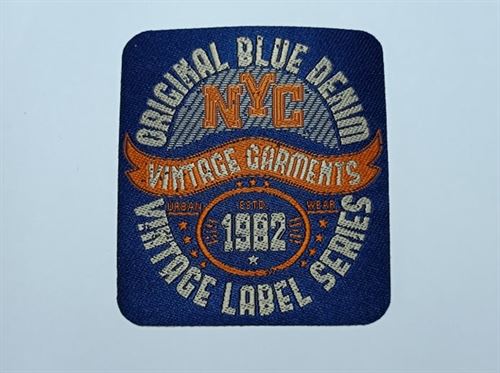 ORIGINAL BLUE DENIM
NYC
VINTAGE GARMENTS
URBAN ESTD. WEAR
1982
VINTAGE LABEL SERIES